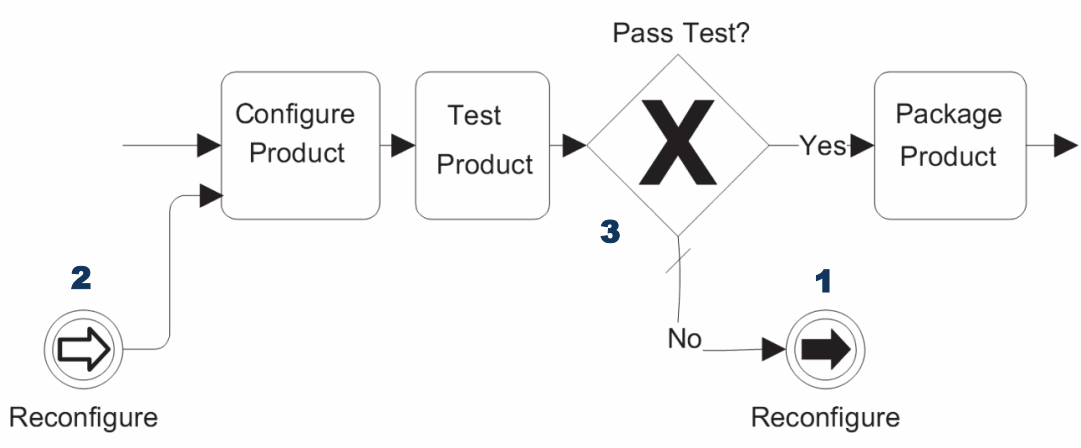 Pass Test?
Configure
Product
Test
Product
X
Yes
Package
Product
3
2
1
No
Reconfigure
Reconfigure